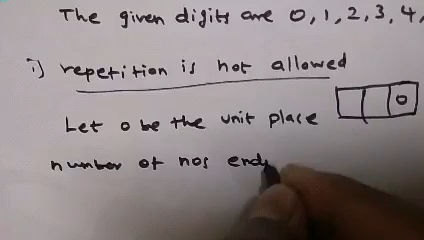 The given digits are 0, 1, 2, 3, 4,
i) repetition is not allowed
Let 0 be the unit place
0
number of nos end